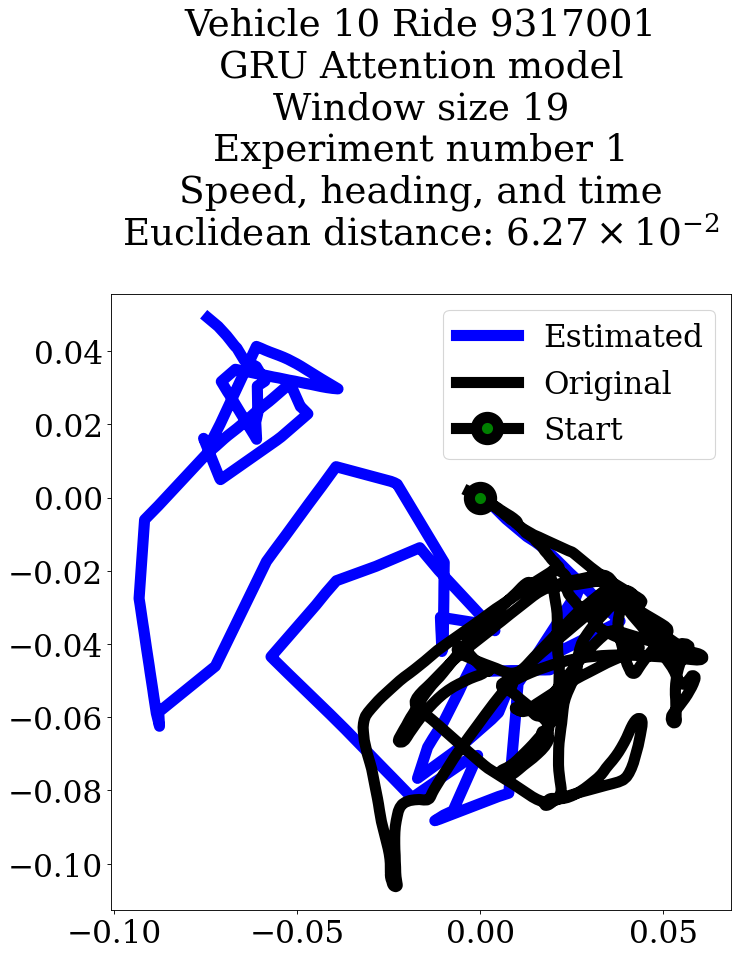 Vehicle 10 Ride 9317001
GRU Attention model
Window size 19
Experiment number 1
Speed, heading, and time
Euclidean distance: 6.27 × 10⁻²
Estimated
Original
Start
0.04
0.02
0.00
−0.02
−0.04
−0.06
−0.08
−0.10
−0.10
−0.05
0.00
0.05